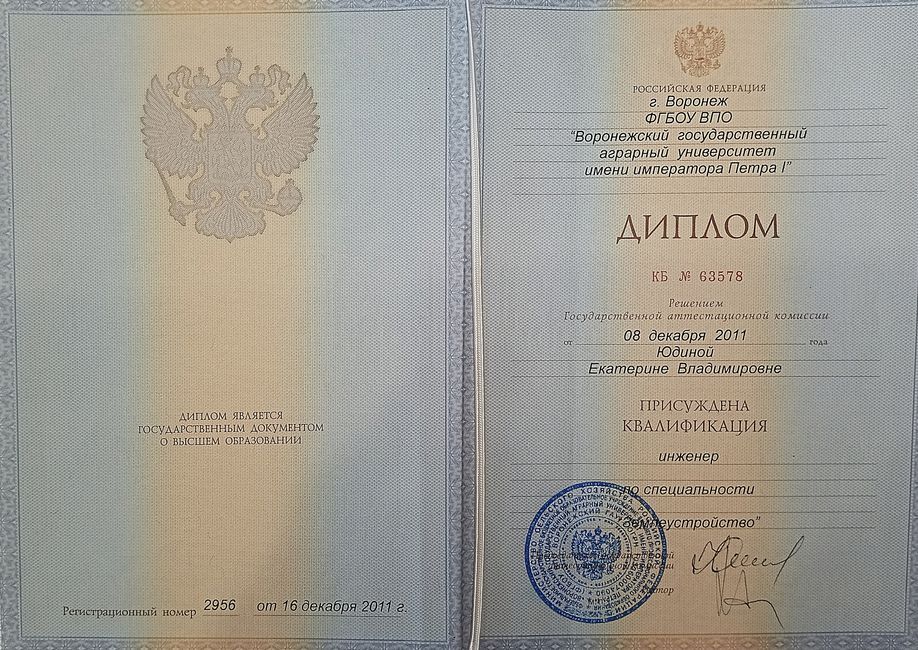 ДИПЛОМ ЯВЛЯЕТСЯ
ГОСУДАРСТВЕННЫМ ДОКУМЕНТОМ
О ВЫСШЕМ ОБРАЗОВАНИИ
Регистрационный номер 2956 от 16 декабря 2011 г.
РОССИЙСКАЯ ФЕДЕРАЦИЯ
г. Воронеж
ФГБОУ ВПО
"Воронежский государственный
аграрный университет
имени императора Петра I"
ДИПЛОМ
КБ № 63578
Решением
Государственной аттестационной комиссии
от 08 декабря 2011 года
Юдиной
Екатерине Владимировне
ПРИСУЖДЕНА
КВАЛИФИКАЦИЯ
инженер
по специальности
"Землеустройство"